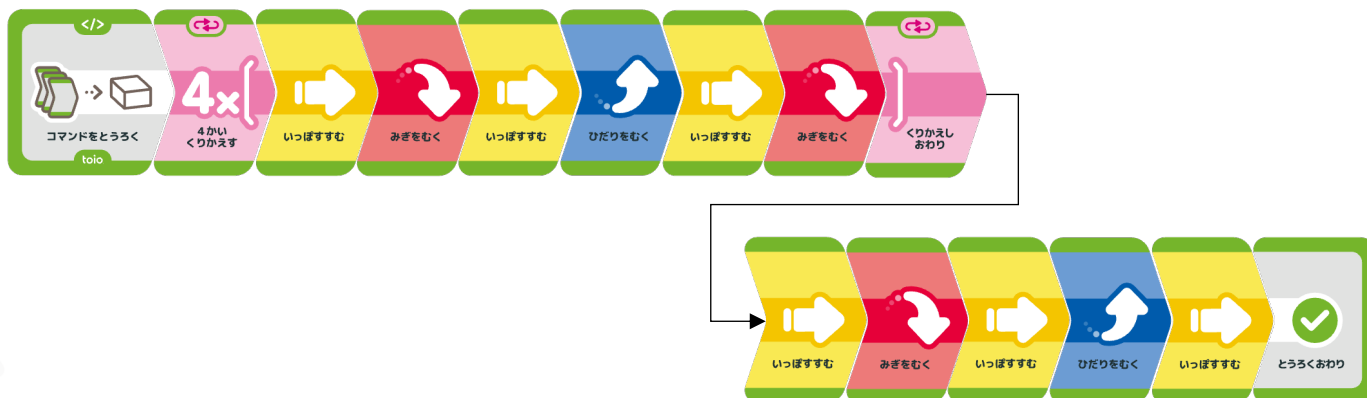 </>
コマンドをとうろく
toio
4x
4かい
くりかえす
いっぽすすむ
みぎをむく
いっぽすすむ
ひだりをむく
いっぽすすむ
みぎをむく
くりかえし
おわり
いっぽすすむ
みぎをむく
いっぽすすむ
ひだりをむく
いっぽすすむ
とうろくおわり